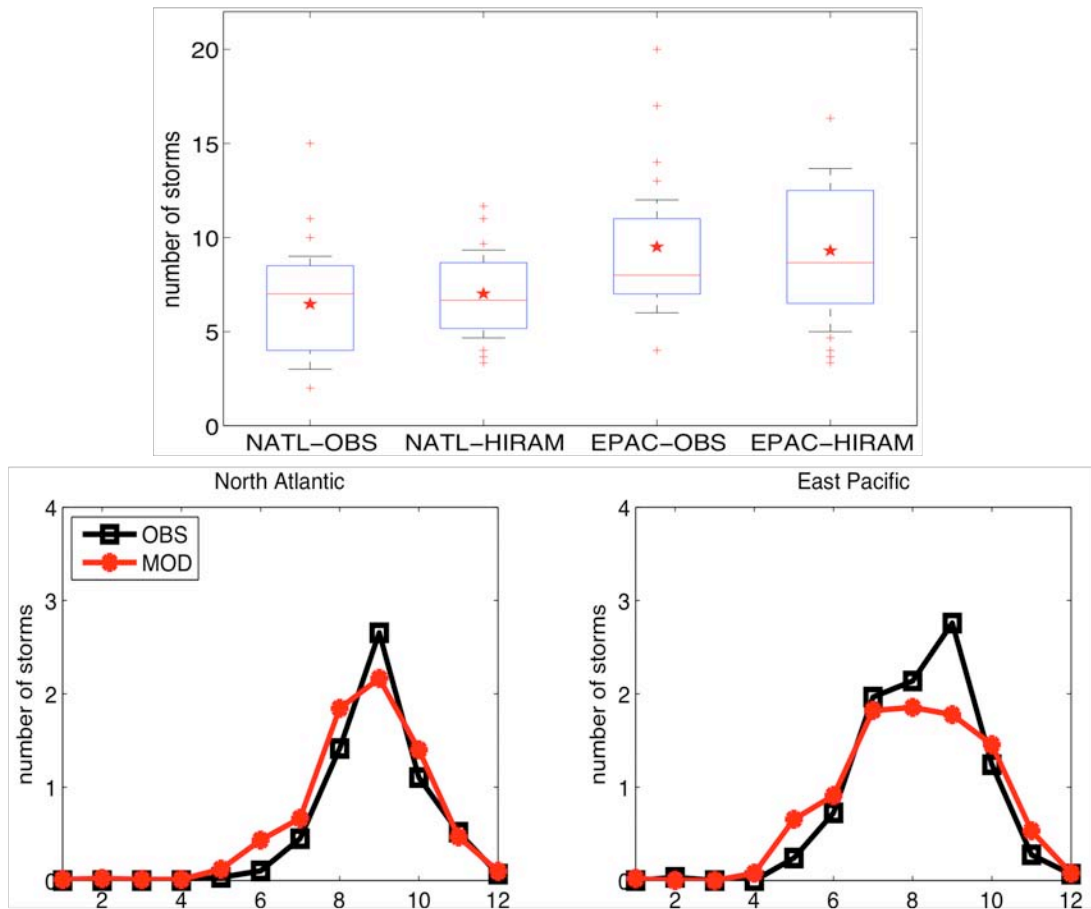 number of storms
20
15
10
5
0
NATL-OBS NATL-HIRAM EPAC-OBS EPAC-HIRAM
North Atlantic
number of storms
4
3
2
1
0
OBS
MOD
2 4 6 8 10 12
East Pacific
number of storms
4
3
2
1
0
2 4 6 8 10 12